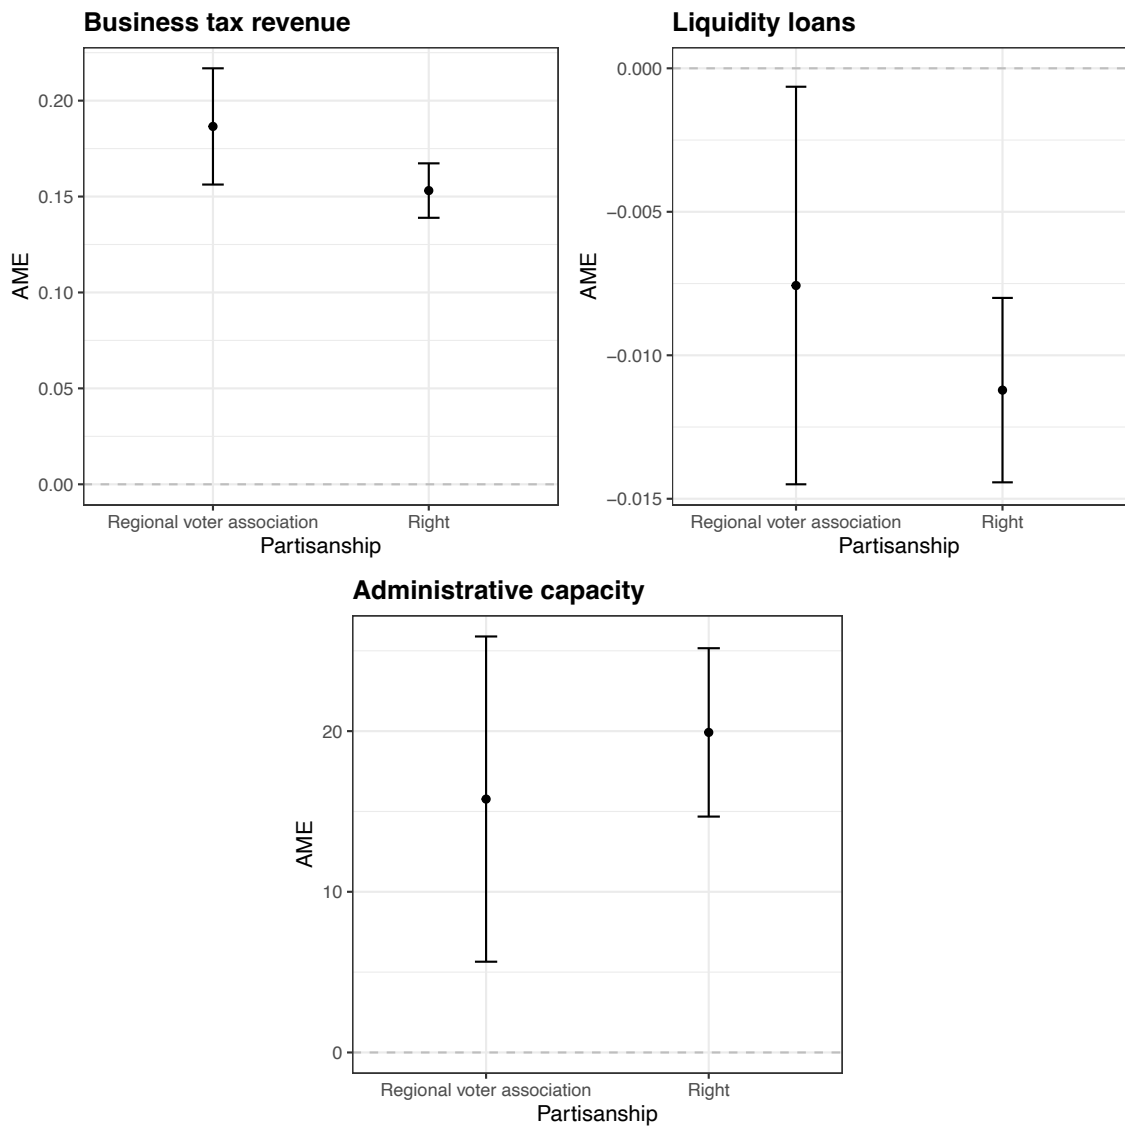 Business tax revenue
0.20
0.15
0.10
0.05
0.00
AME
Regional voter association
Right
Partisanship
Liquidity loans
0.000
−0.005
−0.010
−0.015
AME
Regional voter association
Right
Partisanship
Administrative capacity
20
10
0
AME
Regional voter association
Right
Partisanship